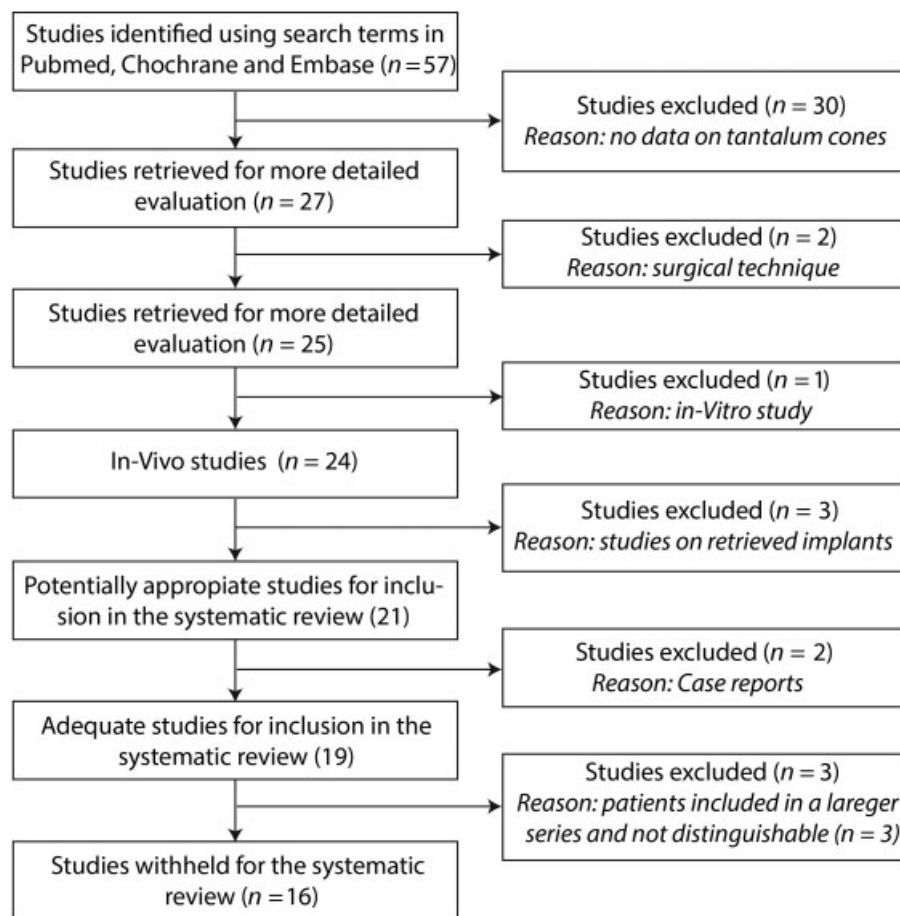 Studies identified using search terms in
Pubmed, Chochrane and Embase (n=57)
Studies excluded (n = 30)
Reason: no data on tantalum cones
Studies retrieved for more detailed
evaluation (n = 27)
Studies excluded (n = 2)
Reason: surgical technique
Studies retrieved for more detailed
evaluation (n = 25)
Studies excluded (n = 1)
Reason: in-Vitro study
In-Vivo studies (n = 24)
Studies excluded (n = 3)
Reason: studies on retrieved implants
Potentially appropiate studies for inclu-
sion in the systematic review (21)
Studies excluded (n = 2)
Reason: Case reports
Adequate studies for inclusion in the
systematic review (19)
Studies excluded (n = 3)
Reason: patients included in a lareger
series and not distinguishable (n = 3)
Studies withheld for the systematic
review (n = 16)